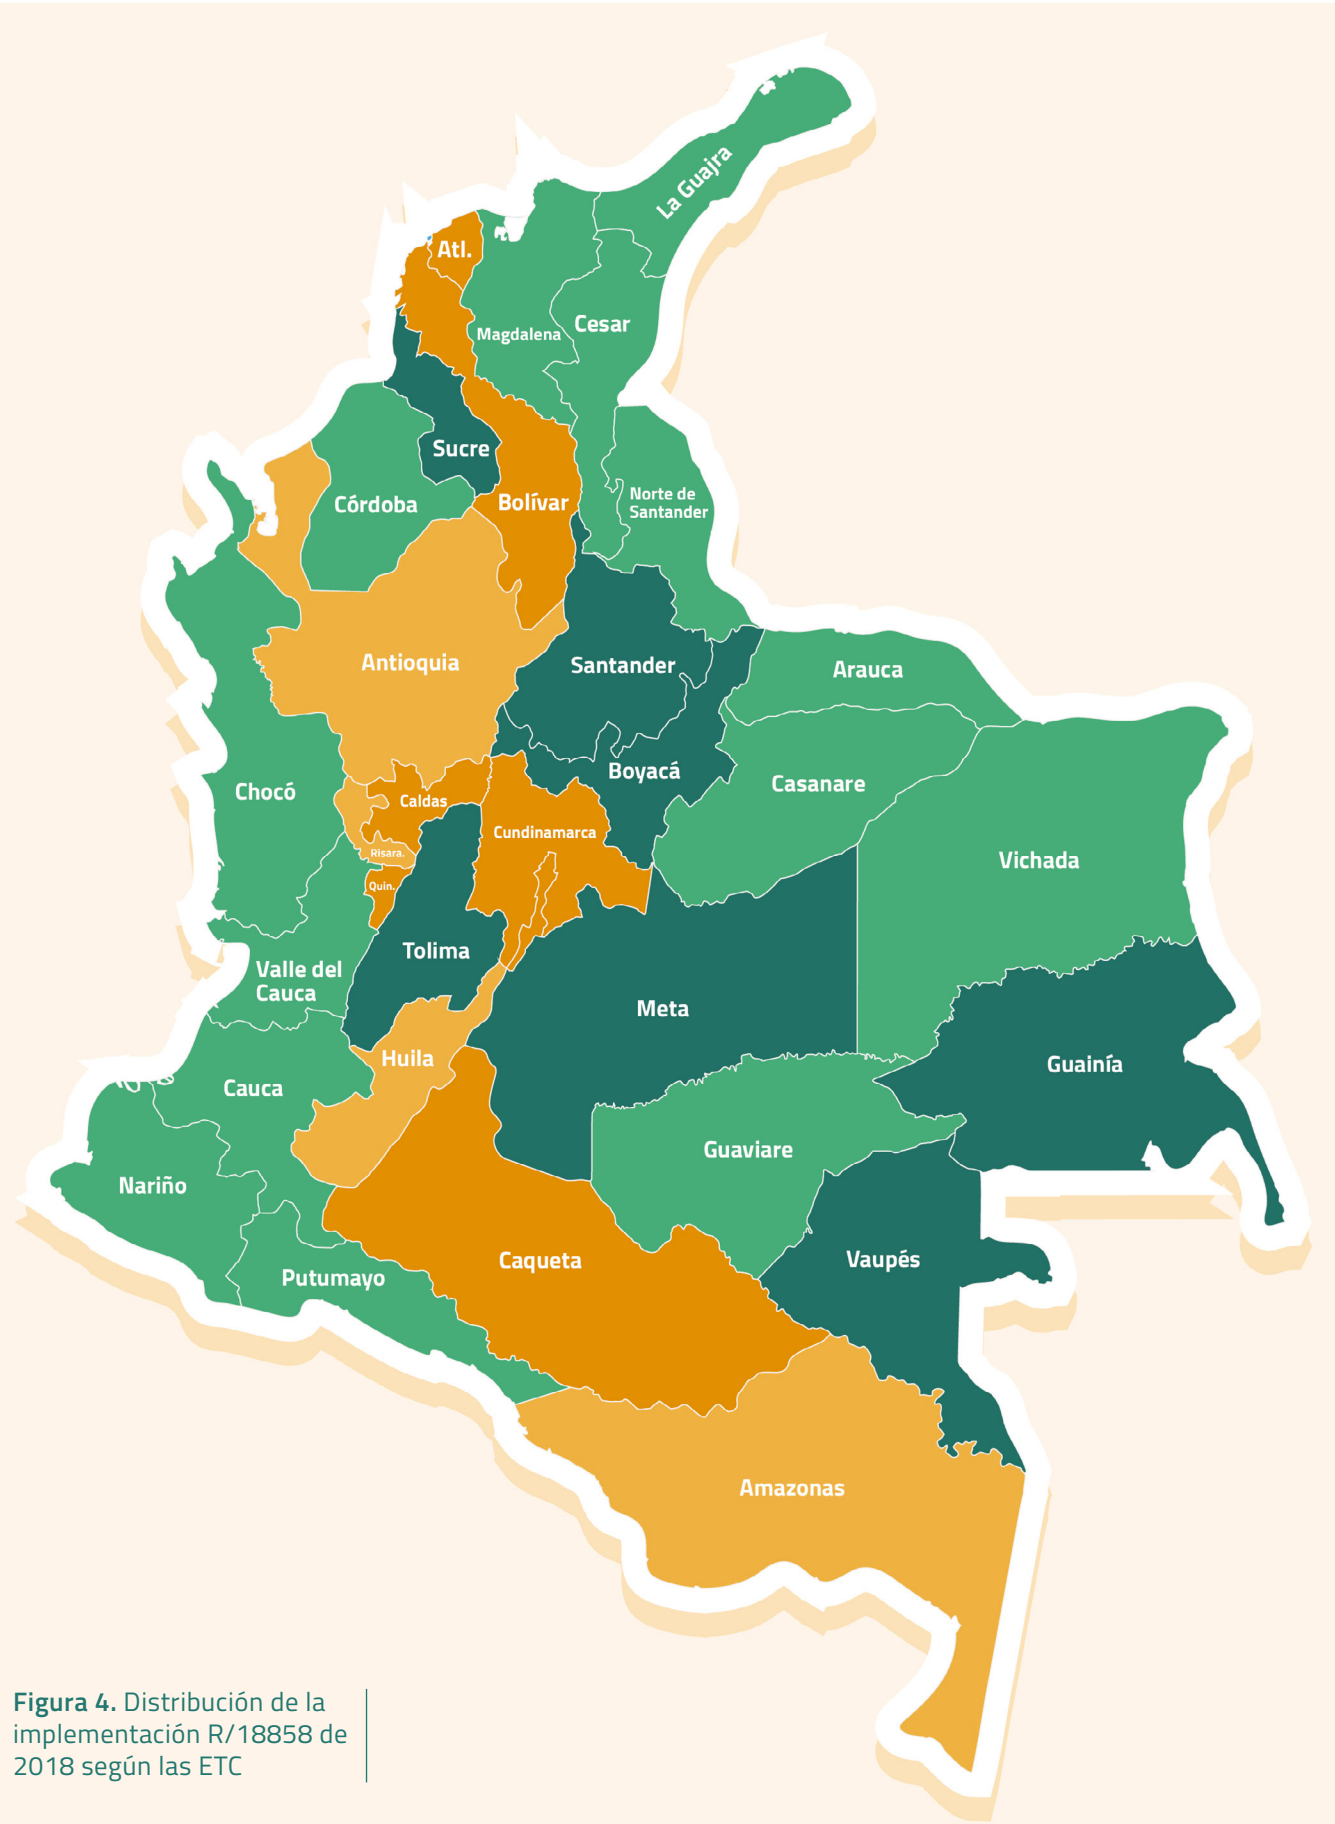 La Guajra
Atl.
Magdalena
Cesar
Sucre
Córdoba
Bolívar
Norte de
Santander
Antioquia
Santander
Arauca
Chocó
Caldas
Boyacá
Casanare
Cundinamarca
Risara.
Quin.
Vichada
Tolima
Valle del
Cauca
Meta
Huila
Guainía
Cauca
Guaviare
Nariño
Caqueta
Vaupés
Putumayo
Amazonas
Figura 4. Distribución de la
implementación R/18858 de
2018 según las ETC